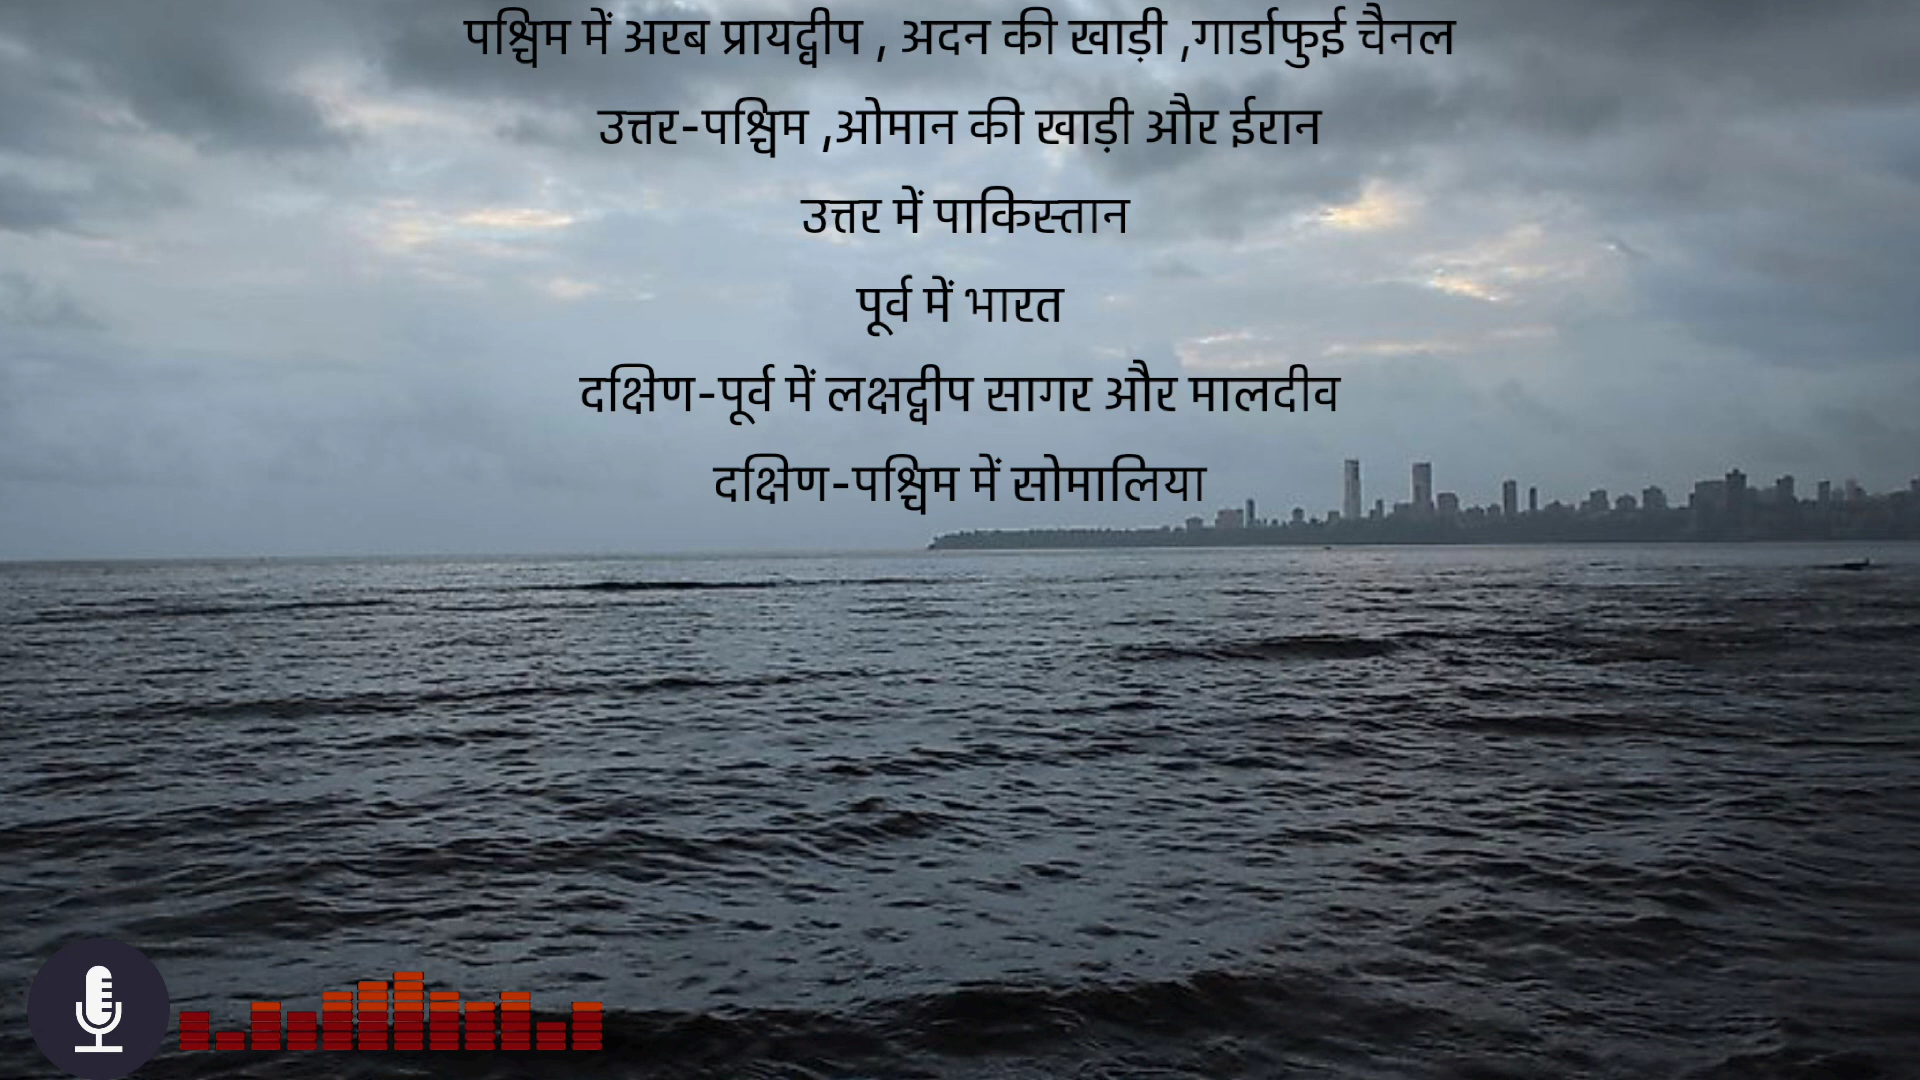 पश्चिम में अरब प्रायद्वीप , अदन की खाड़ी ,गार्डाफुई चैनल
उत्तर-पश्चिम ,ओमान की खाड़ी और ईरान
उत्तर में पाकिस्तान
पूर्व में भारत
दक्षिण-पूर्व में लक्षद्वीप सागर और मालदीव
दक्षिण-पश्चिम में सोमालिया